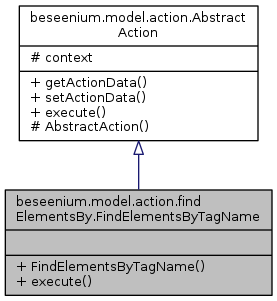 beseenium.model.action.Abstract
Action
# context
+ getActionData()
+ setActionData()
+ execute()
# AbstractAction()
beseenium.model.action.find
ElementsBy.FindElementsByTagName
+ FindElementsByTagName()
+ execute()